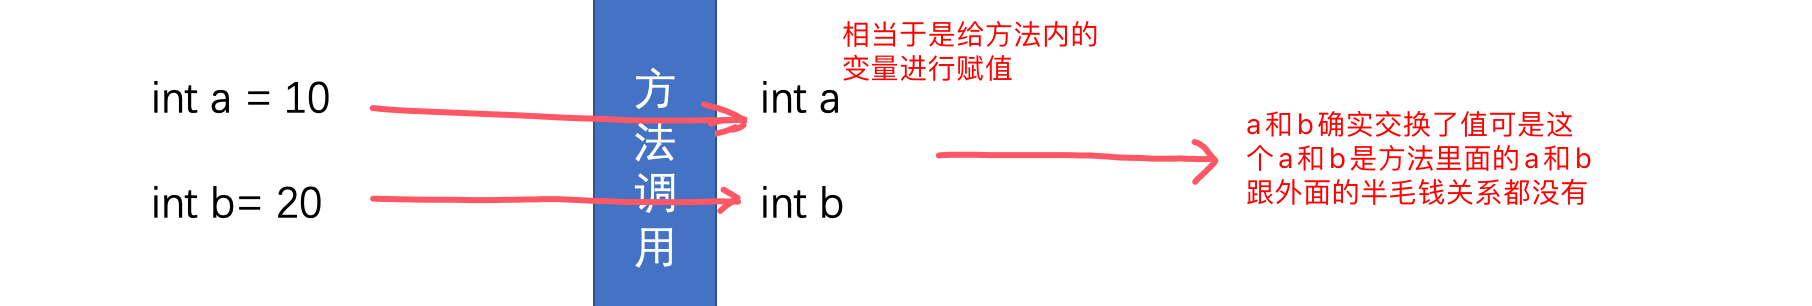 int a = 10
int b= 20
方
法
调
用
int a
int b
相当于是给方法内的
变量进行赋值
a和b确实交换了值可是这
个a和b是方法里面的a和b
跟外面的半毛钱关系都没有